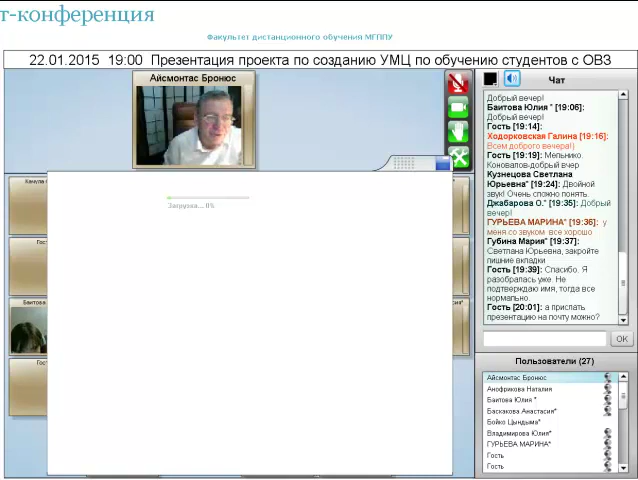 т-конференция
Факультет дистанционного обучения МГППУ
22.01.2015 19:00 Презентация проекта по созданию УМЦ по обучению студентов с ОВЗ
Айсмонтас Бронюс
Загрузка... 0%
Баитова
Чат
Добрый вечер!
Баитова Юлия * [19:06]:
Добрый вечер!
Гость [19:14]:
Ходорковская Галина [19:16]:
Всем доброго вечера!)
Гость [19:19]: Мельнико.
Коновалов-добрый вчер
Кузнецова Светлана
Юрьевна* [19:24]: Двойной
звук! Очень сложно понять.
Джабарова О.* [19:35]: Добрый
вечер!
ГУРЬЕВА МАРИНА* [19:36]: у
меня со звуком все хорошо
Губина Мария* [19:37]:
Светлана Юрьевна, закройте
лишние вкладки
Гость [19:39]: Спасибо. Я
разобралась уже. Не
подтверждаю имя, тогда все
нормально.
Гость [20:01]: а прислать
презентацию на почту можно?
OK
Пользователи (27)
Айсмонтас Бронюс
Анофрикова Наталия
Баитова Юлия *
Баскакова Анастасия*
Бойко Цындыма*
Владимирова Юлия*
ГУРЬЕВА МАРИНА*
Гость
Гость